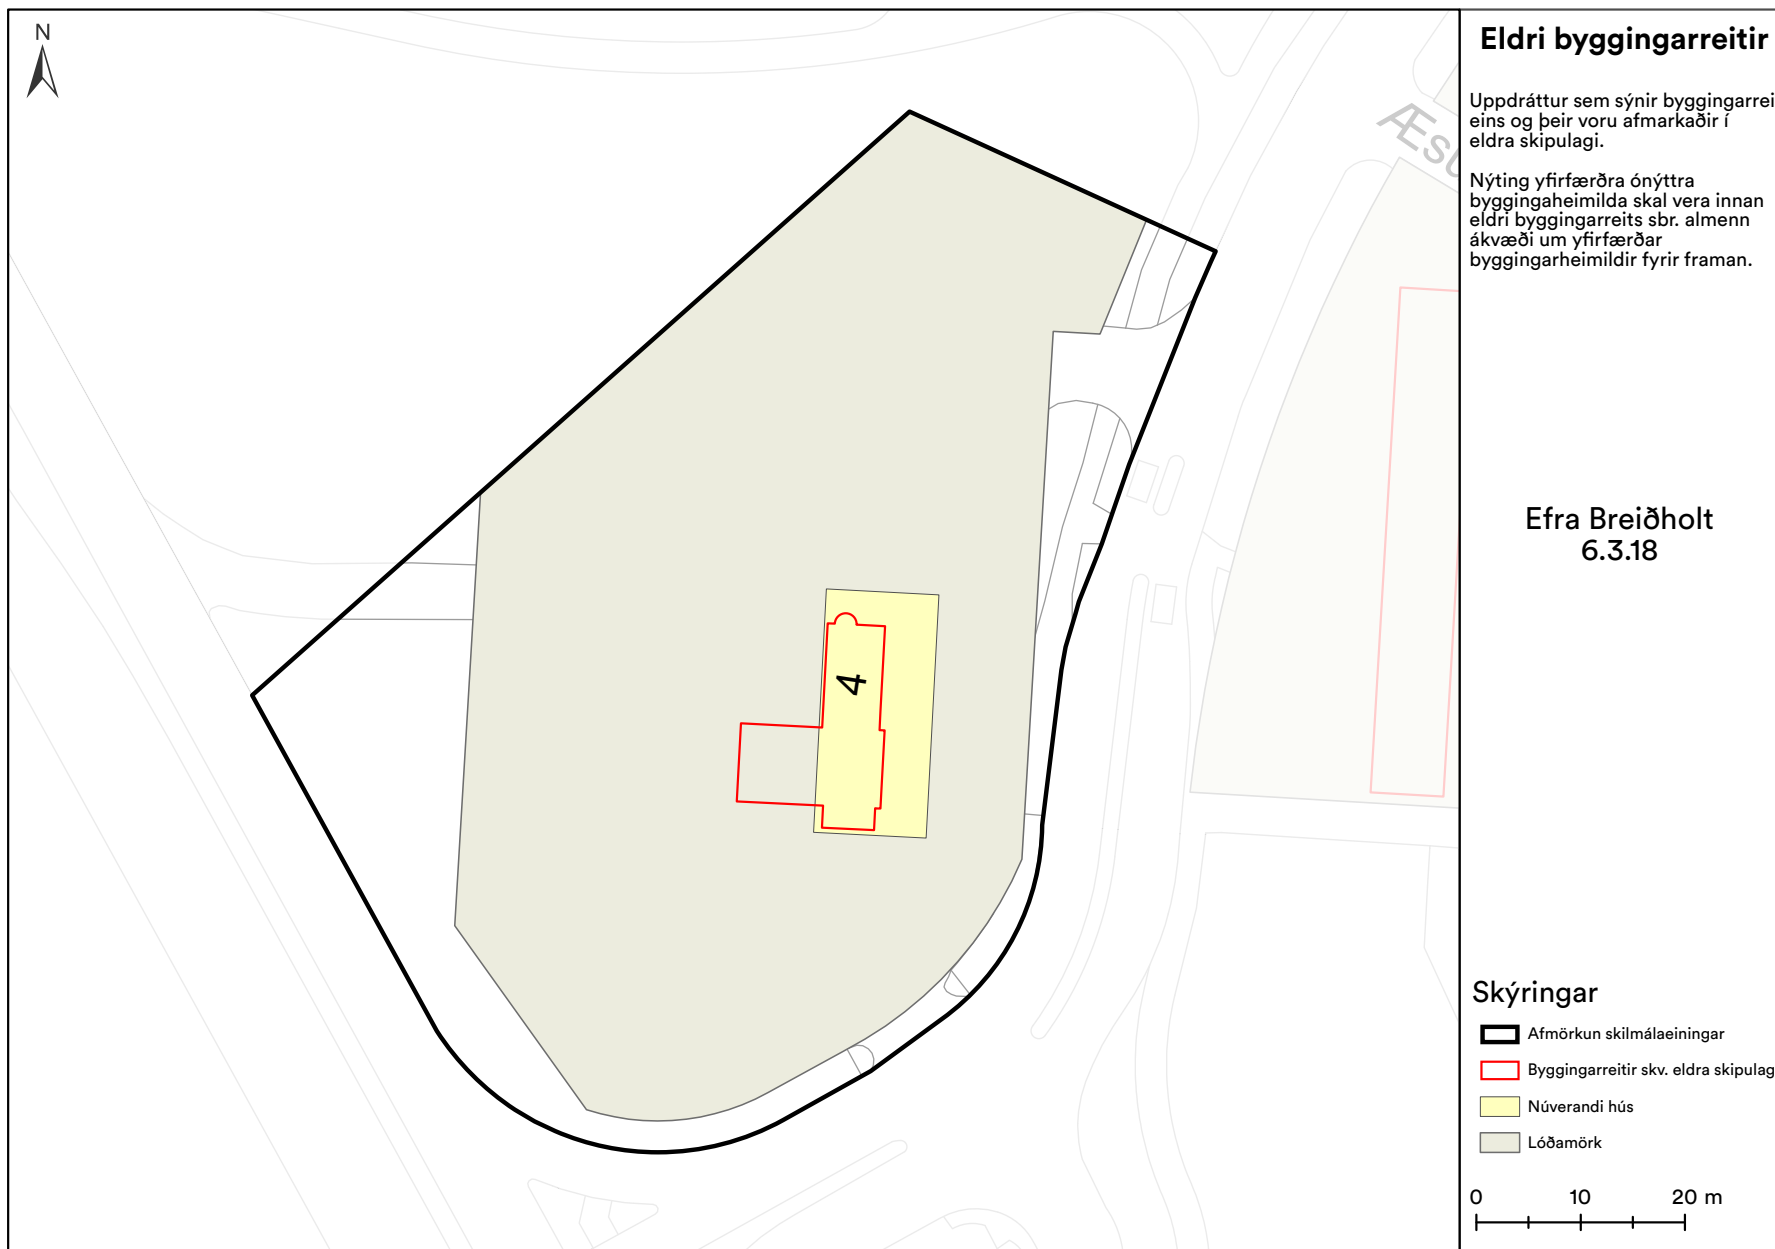 N
Eldri byggingarreitir
Uppdráttur sem sýnir byggingarrei
eins og þeir voru afmarkaðir í
eldra skipulagi.
Nýting yfirfærðra ónýttra
byggingaheimilda skal vera innan
eldri byggingarreits sbr. almenn
ákvæði um yfirfærðar
byggingarheimildir fyrir framan.
Efra Breiðholt
6.3.18
4
Skýringar
Afmörkun skilmálaeiningar
Byggingarreitir skv. eldra skipulag
Núverandi hús
Lóðamörk
0 10 20 m